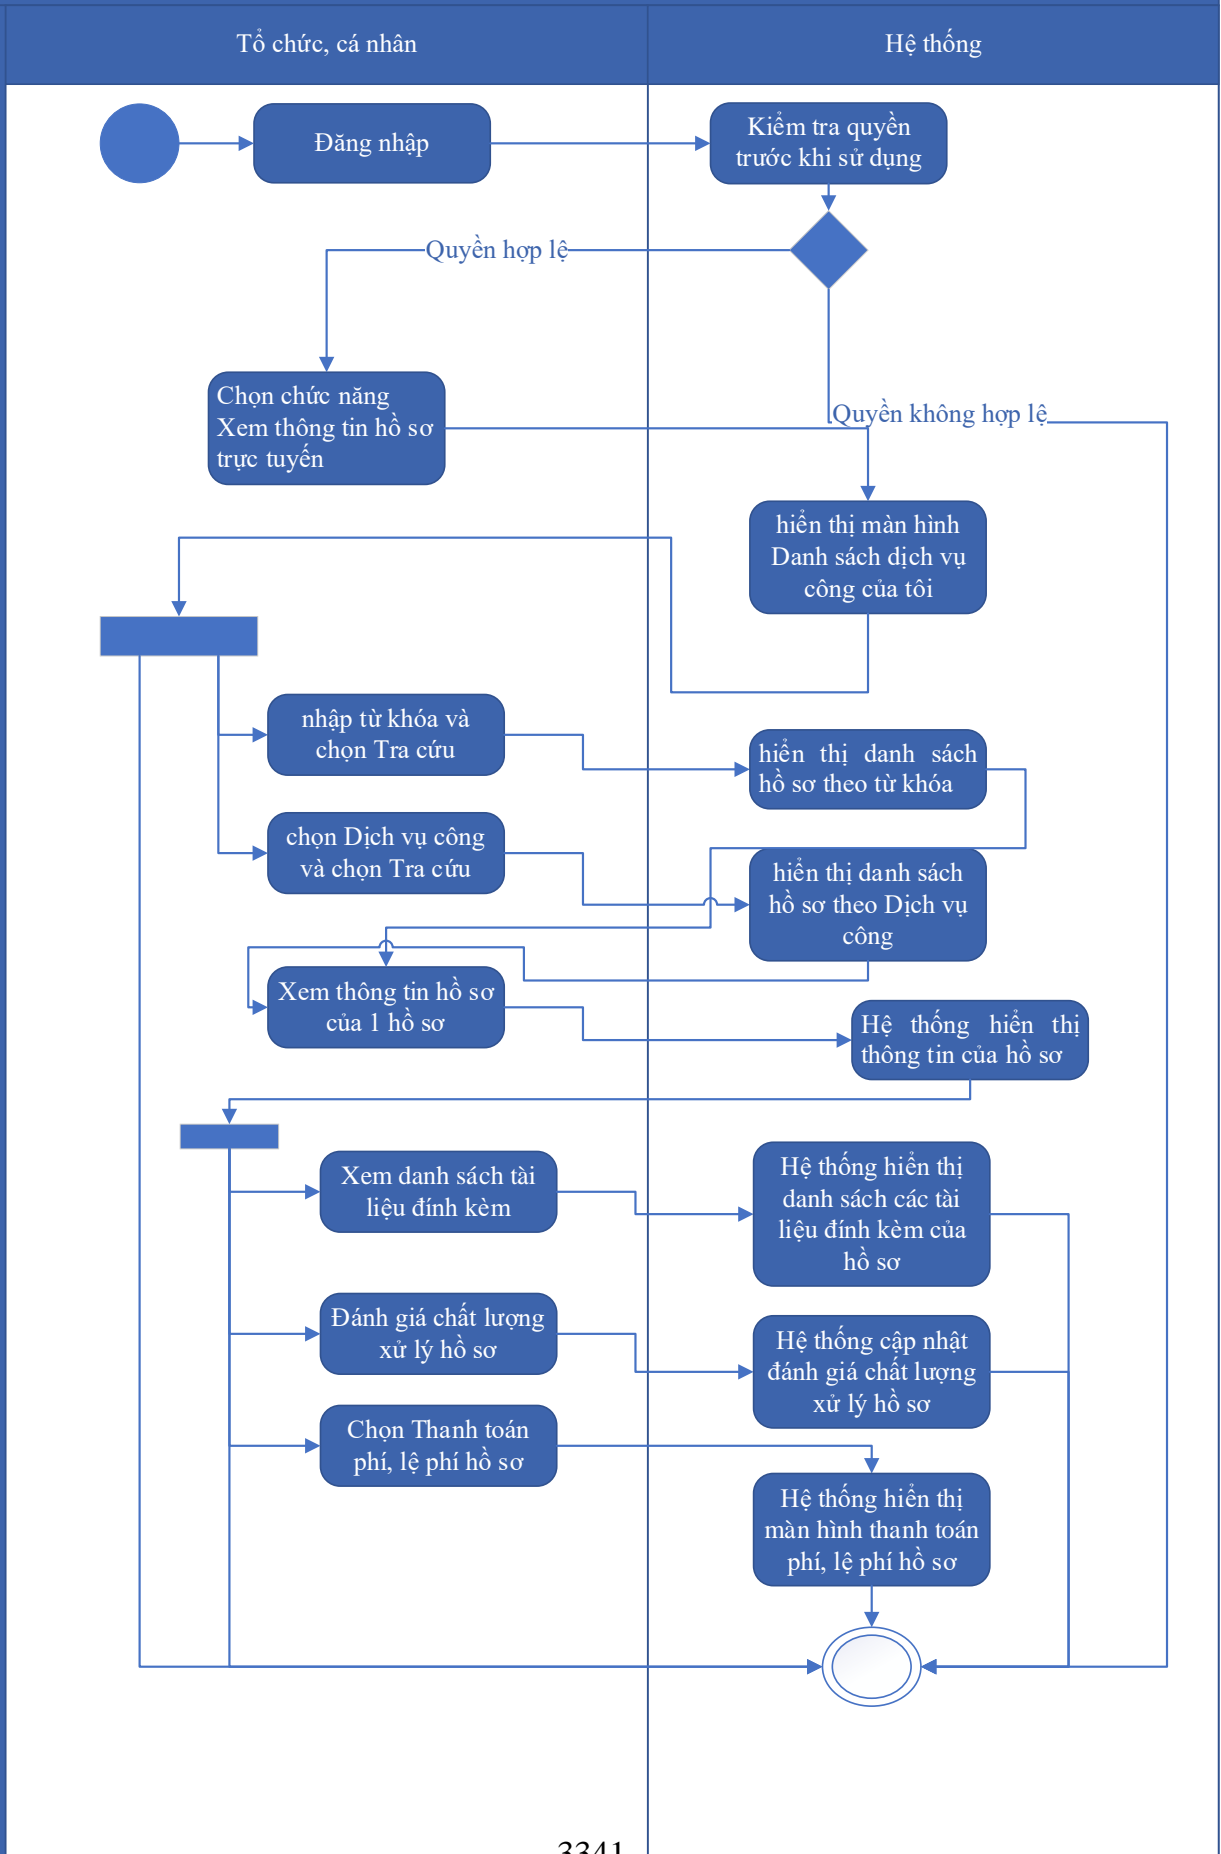 Tổ chức, cá nhân
Hệ thống
Đăng nhập
Kiểm tra quyền
trước khi sử dụng
Quyền hợp lệ
Chọn chức năng
Xem thông tin hồ sơ
trực tuyến
Quyền không hợp lệ
hiển thị màn hình
Danh sách dịch vụ
công của tôi
nhập từ khóa và
chọn Tra cứu
hiển thị danh sách
hồ sơ theo từ khóa
chọn Dịch vụ công
và chọn Tra cứu
hiển thị danh sách
hồ sơ theo Dịch vụ
công
Xem thông tin hồ sơ
của 1 hồ sơ
Hệ thống hiển thị
thông tin của hồ sơ
Xem danh sách tài
liệu đính kèm
Hệ thống hiển thị
danh sách các tài
liệu đính kèm của
hồ sơ
Đánh giá chất lượng
xử lý hồ sơ
Hệ thống cập nhật
đánh giá chất lượng
xử lý hồ sơ
Chọn Thanh toán
phí, lệ phí hồ sơ
Hệ thống hiển thị
màn hình thanh toán
phí, lệ phí hồ sơ
3341